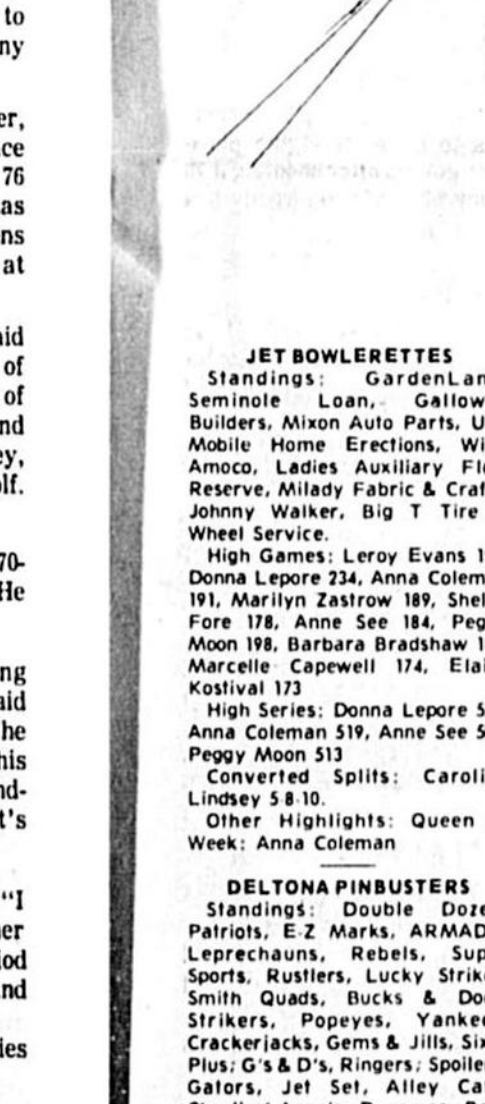 to
ny
er,
ce
76
as
ns
at
aid
of
of
nd
ey,
olf.
70-
He
ng
aid
he
his
nd-
t's
"I
her
iod
and
ies
JET BOWLERETTES
Standings: GardenLan
Seminole Loan, Gallow
Builders, Mixon Auto Parts, U
Mobile Home Erections, Wi
Amoco, Ladies Auxiliary Fl
Reserve, Milady Fabric & Craf
Johnny Walker, Big T Tire
Wheel Service.
High Games: Leroy Evans 1
Donna Lepore 234, Anna Colem
191, Marilyn Zastrow 189, Shel
Fore 178, Anne See 184, Peg
Moon 198, Barbara Bradshaw 1
Marcelle Capewell 174, Elai
Kostival 173
High Series: Donna Lepore 5
Anna Coleman 519, Anne See 5
Peggy Moon 513
Converted Splits: Caroli
Lindsey 5-8-10.
Other Highlights: Queen
Week: Anna Coleman
DELTONA PINBUSTERS
Standings: Double Doze
Patriots, E-Z Marks, ARMAD
Leprechauns, Rebels, Sup
Sports, Rustlers, Lucky Strik
Smith Quads, Bucks & Do
Strikers, Popeyes, Yankee
Crackerjacks, Gems & Jills, Six
Plus; G's & D's, Ringers; Spoile
Gators, Jet Set, Alley Ca